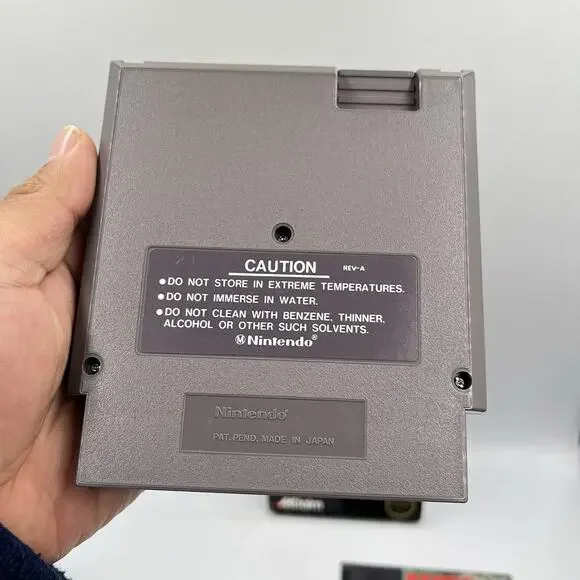 CAUTION REV-A
●DO NOT STORE IN EXTREME TEMPERATURES.
●DO NOT IMMERSE IN WATER.
●DO NOT CLEAN WITH BENZENE, THINNER,
ALCOHOL OR OTHER SUCH SOLVENTS.
Ⓜ Nintendo®
Nintendo®
PAT. PEND. MADE IN JAPAN